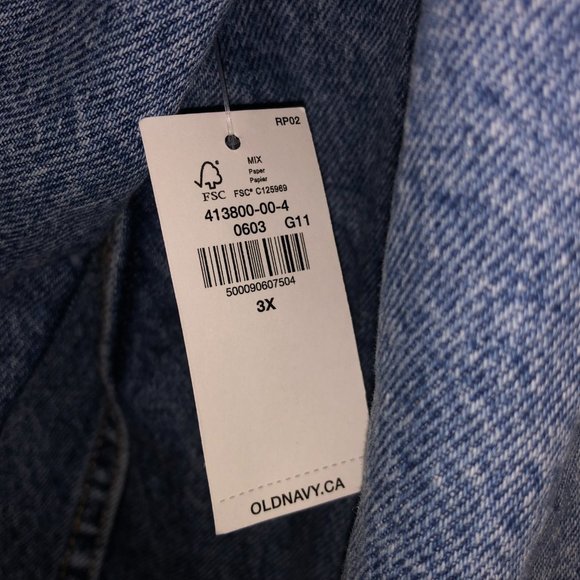 RP02
MIX
Paper
Papier
FSC
FSC® C125969
413800-00-4
0603 G11
500090607504
3X
OLDNAVY.CA